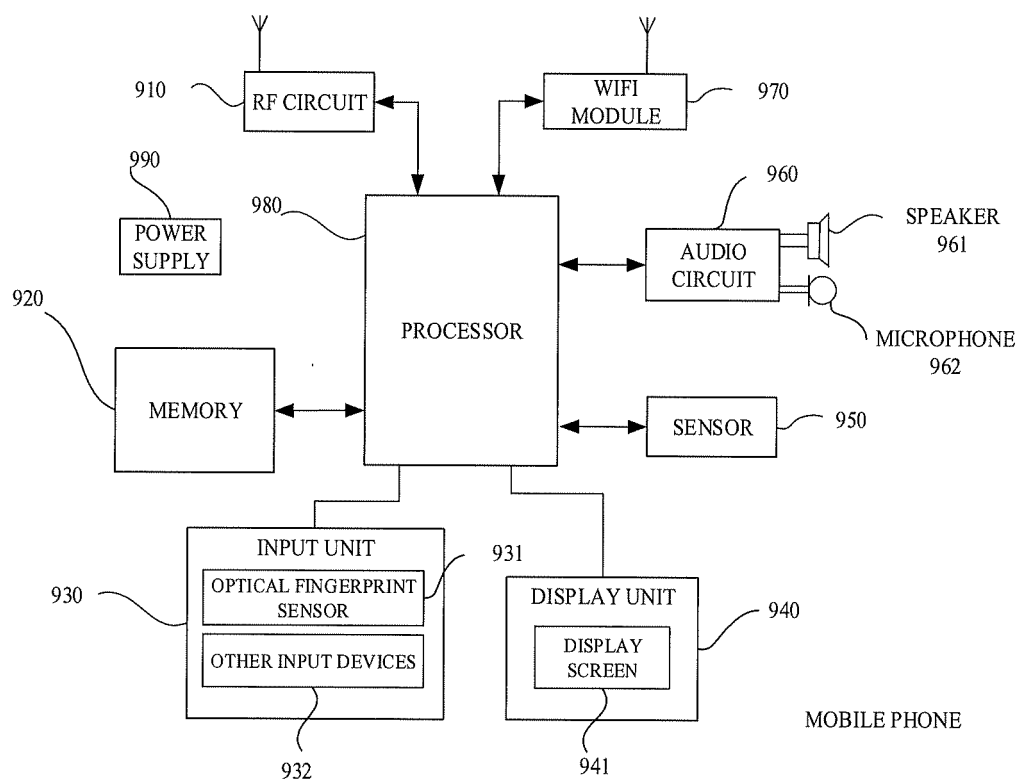 910
RF CIRCUIT
WIFI
MODULE
970
990
POWER
SUPPLY
980
960
AUDIO
CIRCUIT
SPEAKER
961
920
PROCESSOR
MICROPHONE
962
MEMORY
SENSOR
950
INPUT UNIT
931
930
OPTICAL FINGERPRINT
SENSOR
OTHER INPUT DEVICES
932
DISPLAY UNIT
940
DISPLAY
SCREEN
941
MOBILE PHONE